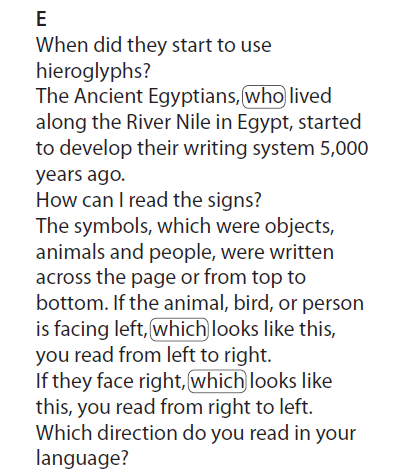 E
When did they start to use
hieroglyphs?
The Ancient Egyptians, who lived
along the River Nile in Egypt, started
to develop their writing system 5,000
years ago.
How can I read the signs?
The symbols, which were objects,
animals and people, were written
across the page or from top to
bottom. If the animal, bird, or person
is facing left, which looks like this,
you read from left to right.
If they face right, which looks like
this, you read from right to left.
Which direction do you read in your
language?